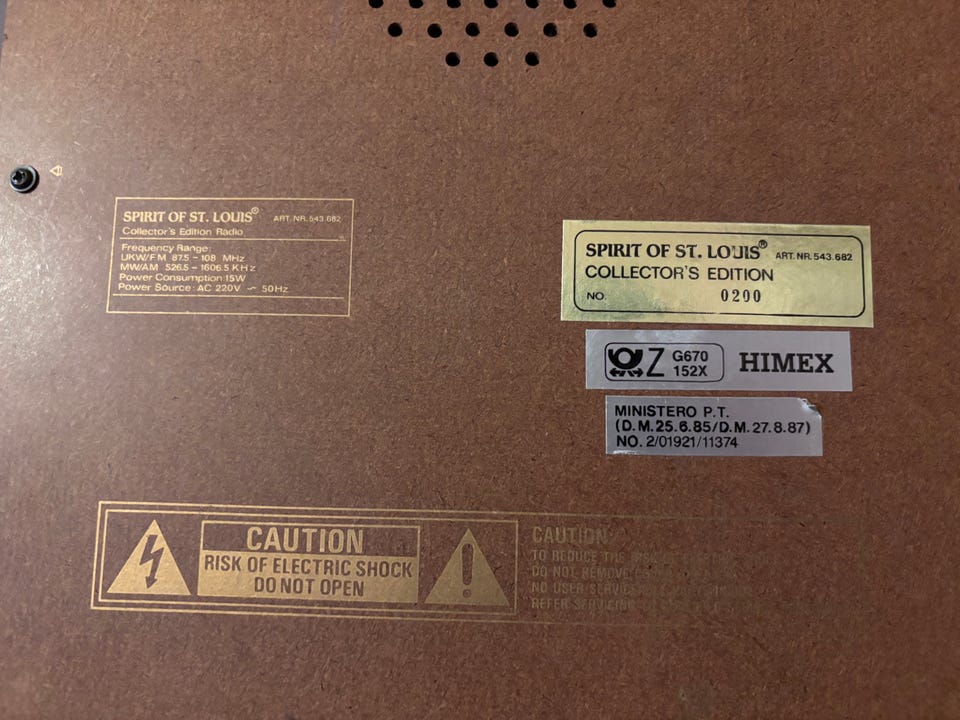 SPIRIT OF ST. LOUIS® ART. NR. 543.682
Collector's Edition Radio
Frequency Range:
UKW/FM 87.5 - 108 MHz
MW/AM 526.5 - 1606.5 KHz
Power Consumption: 15W
Power Source: AC 220V ~ 50Hz
SPIRIT OF ST. LOUIS® ART. NR. 543.682
COLLECTOR'S EDITION
NO. 0200
Z G670 152X HIMEX
MINISTERO P.T.
(D.M.25.6.85/D.M.27.8.87)
NO. 2/01921/11374
CAUTION
RISK OF ELECTRIC SHOCK
DO NOT OPEN
CAUTION:
TO REDUCE THE RISK OF
DO NOT REMOVE
NO USER SERVICEABLE
REFER SERVICING